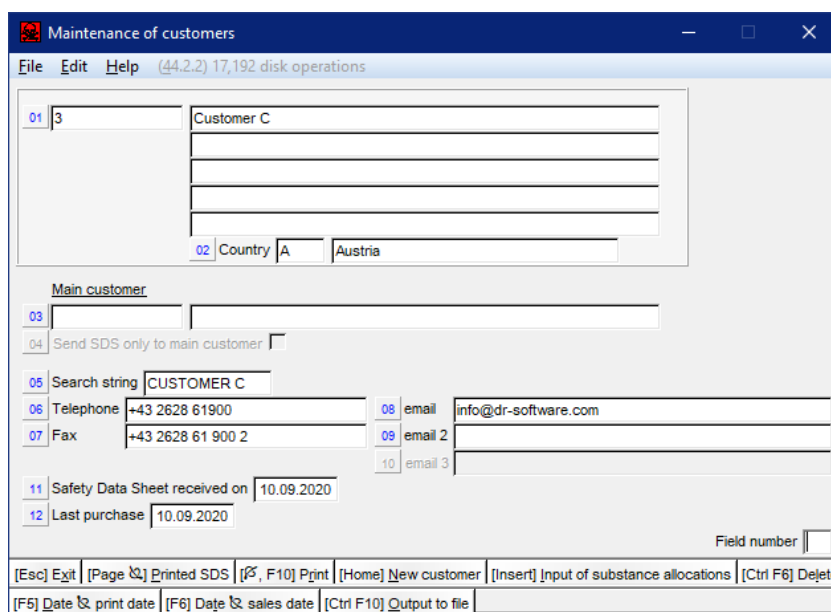 Maintenance of customers
File Edit Help (44.2.2) 17,192 disk operations
01 3 Customer C
02 Country A Austria
Main customer
03
04 Send SDS only to main customer
05 Search string CUSTOMER C
06 Telephone +43 2628 61900 08 email info@dr-software.com
07 Fax +43 2628 61 900 2 09 email 2
10 email 3
11 Safety Data Sheet received on 10.09.2020
12 Last purchase 10.09.2020
Field number
[Esc] Exit [Page ] Printed SDS [ , F10] Print [Home] New customer [Insert] Input of substance allocations [Ctrl F6] Delet
[F5] Date print date [F6] Date sales date [Ctrl F10] Output to file